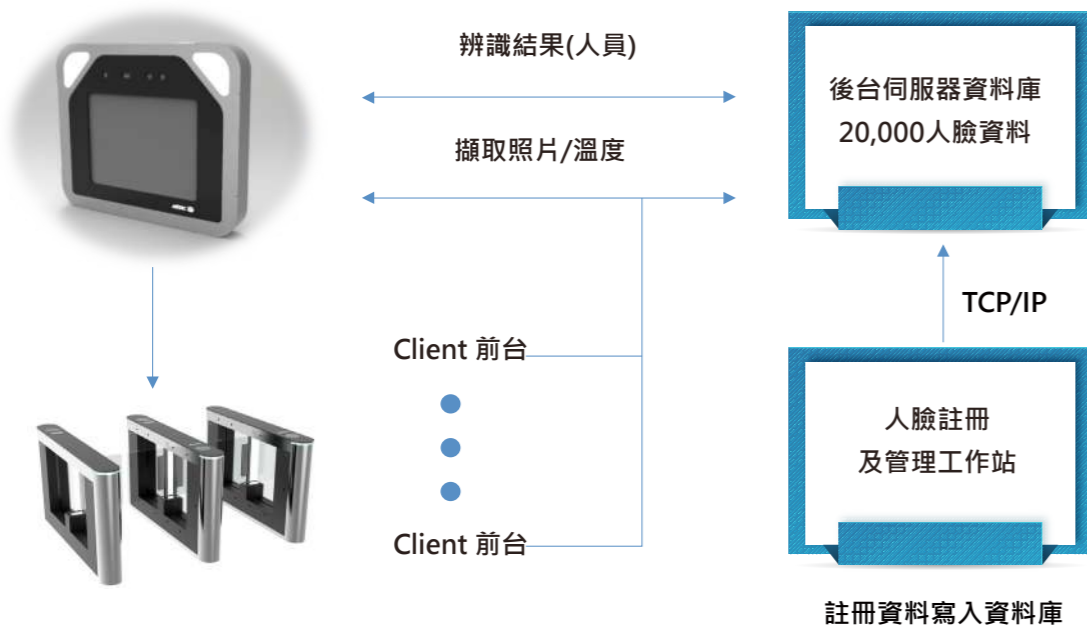 辨識結果(人員)
擷取照片/溫度
後台伺服器資料庫
20,000人臉資料
TCP/IP
Client 前台
Client 前台
人臉註冊
及管理工作站
註冊資料寫入資料庫